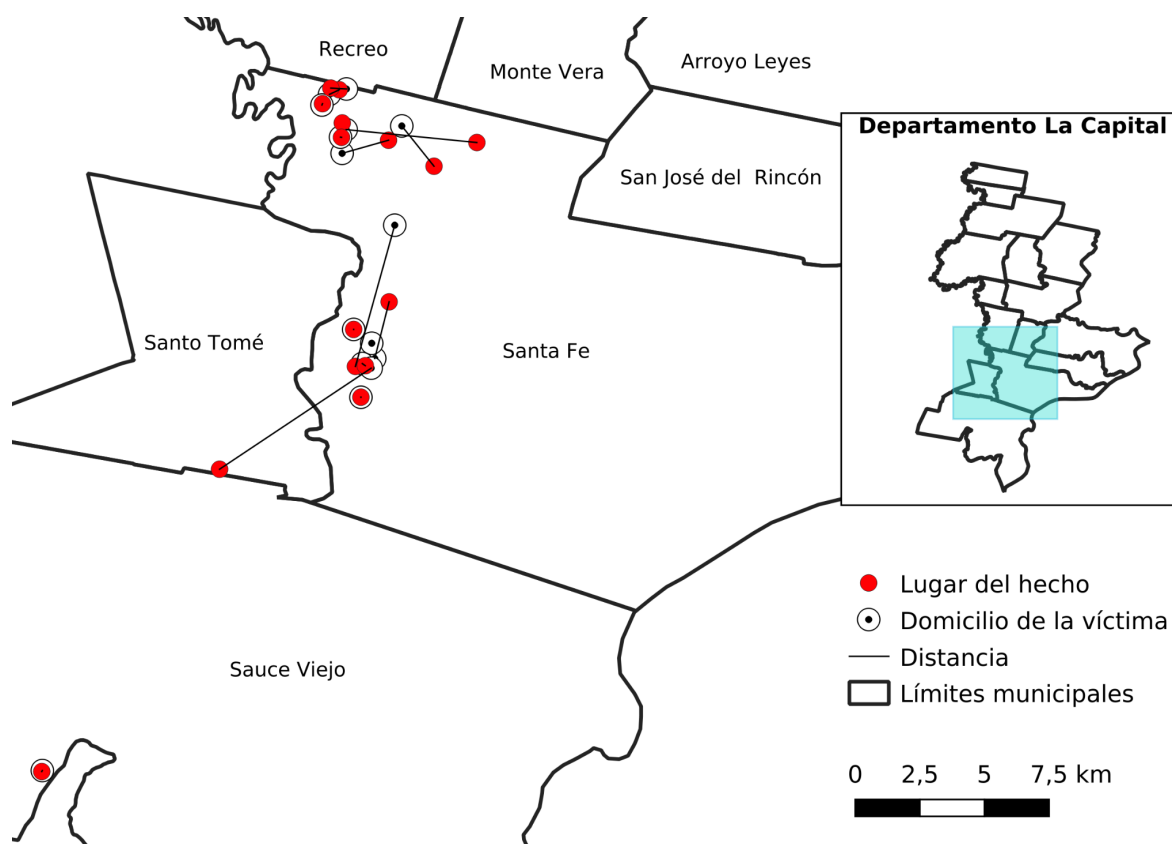 Recreo
Monte Vera
Arroyo Leyes
Departamento La Capital
San José del  Rincón
Santo Tomé
Santa Fe
Sauce Viejo
Lugar del hecho
Domicilio de la víctima
Distancia
Límites municipales
0 2,5 5 7,5 km